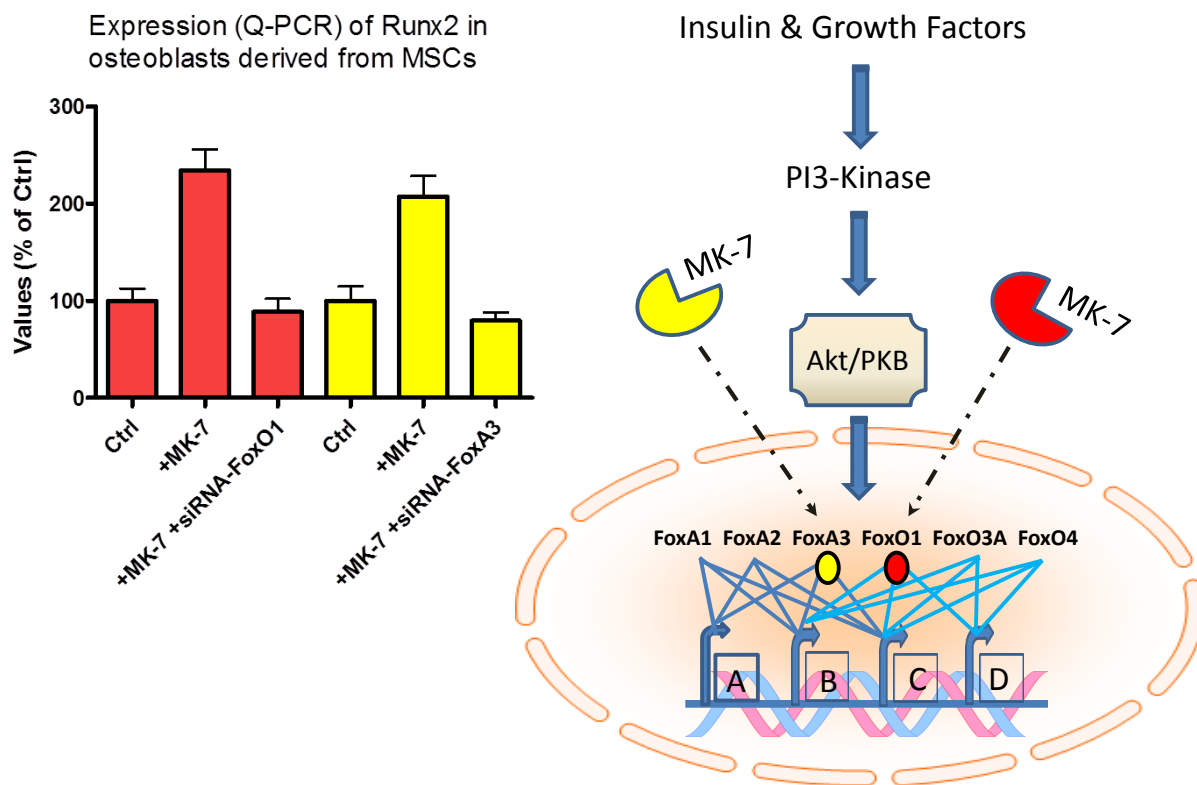 Expression (Q-PCR) of Runx2 in
osteoblasts derived from MSCs
Values (% of Ctrl)
300
200
100
0
Ctrl
+MK-7
+MK-7 +siRNA-FoxO1
Ctrl
+MK-7
+MK-7 +siRNA-FoxA3
Insulin & Growth Factors
PI3-Kinase
MK-7
MK-7
Akt/PKB
FoxA1 FoxA2 FoxA3 FoxO1 FoxO3A FoxO4
A B C D